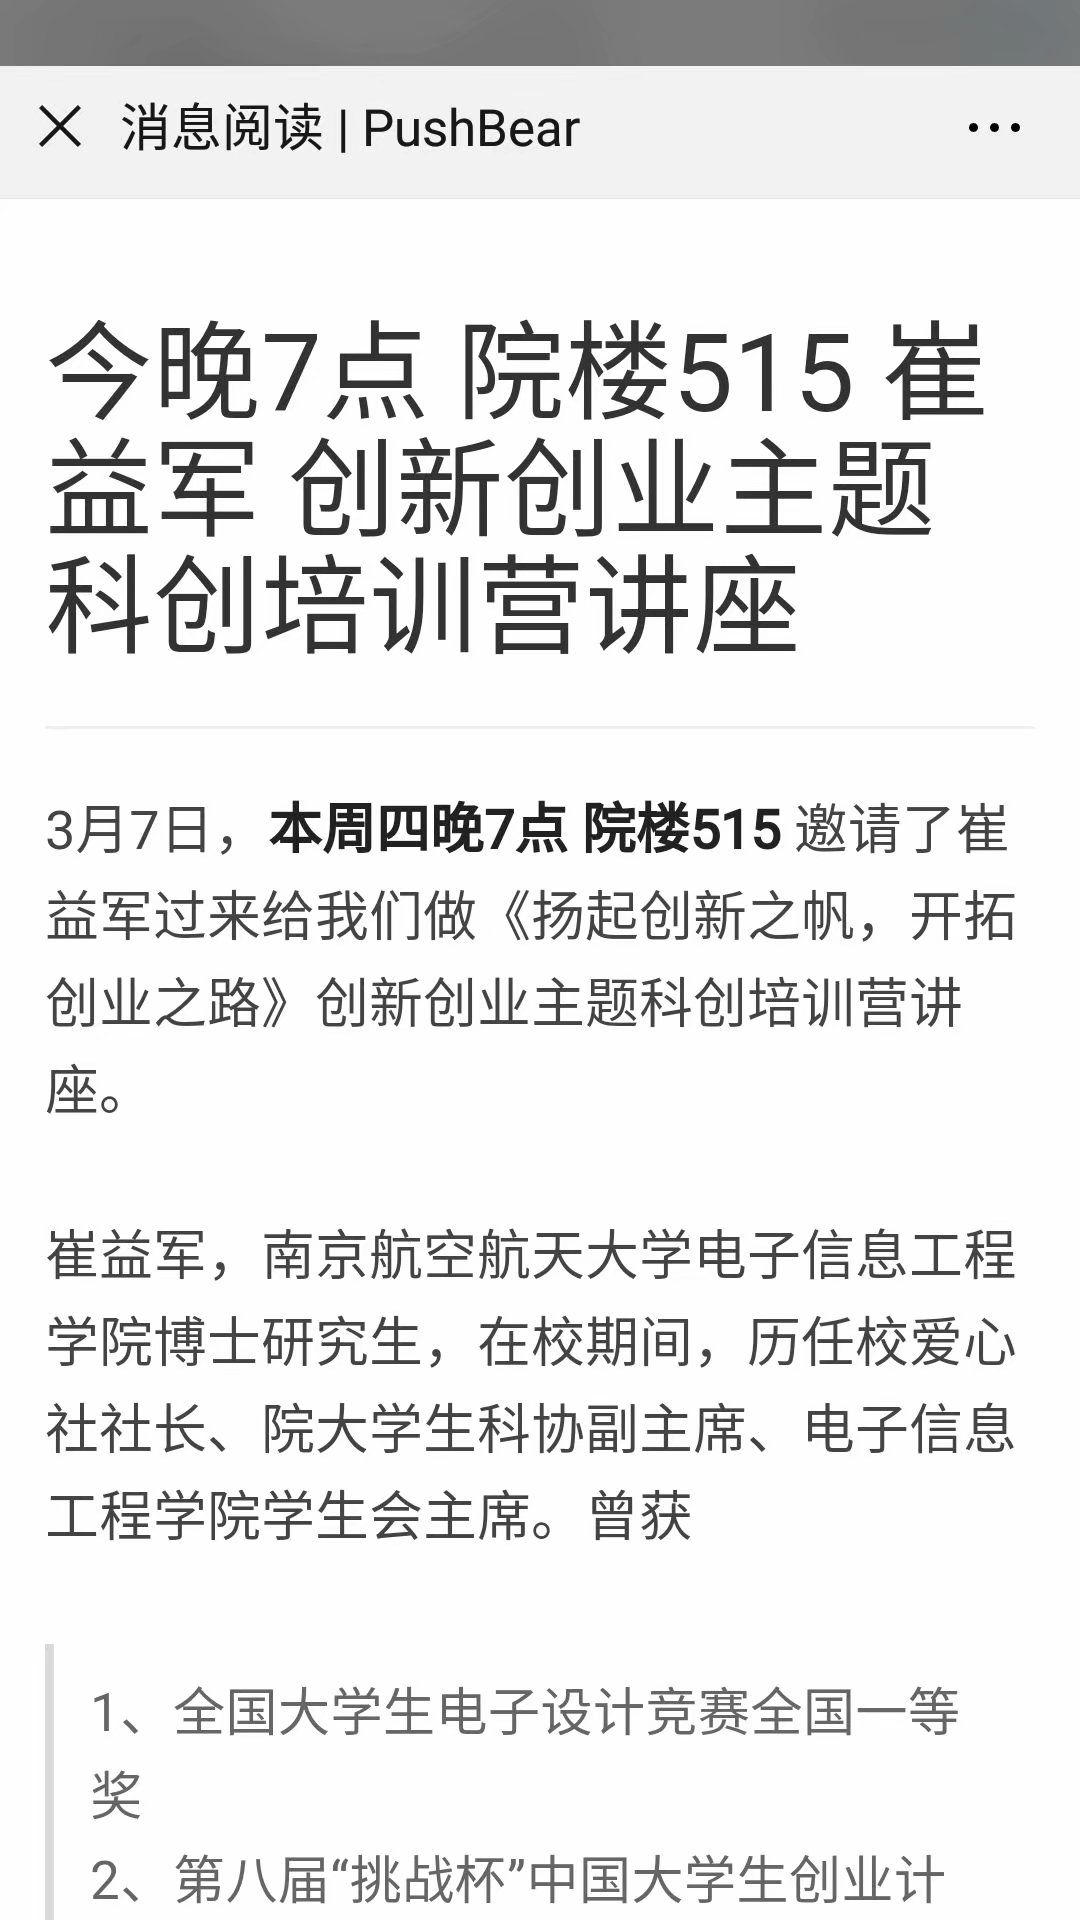 消息阅读 | PushBear
今晚7点 院楼515 崔
益军 创新创业主题
科创培训营讲座
3月7日，本周四晚7点 院楼515 邀请了崔
益军过来给我们做《扬起创新之帆，开拓
创业之路》创新创业主题科创培训营讲
座。
崔益军，南京航空航天大学电子信息工程
学院博士研究生，在校期间，历任校爱心
社社长、院大学生科协副主席、电子信息
工程学院学生会主席。曾获
1、全国大学生电子设计竞赛全国一等
奖
2、第八届“挑战杯”中国大学生创业计